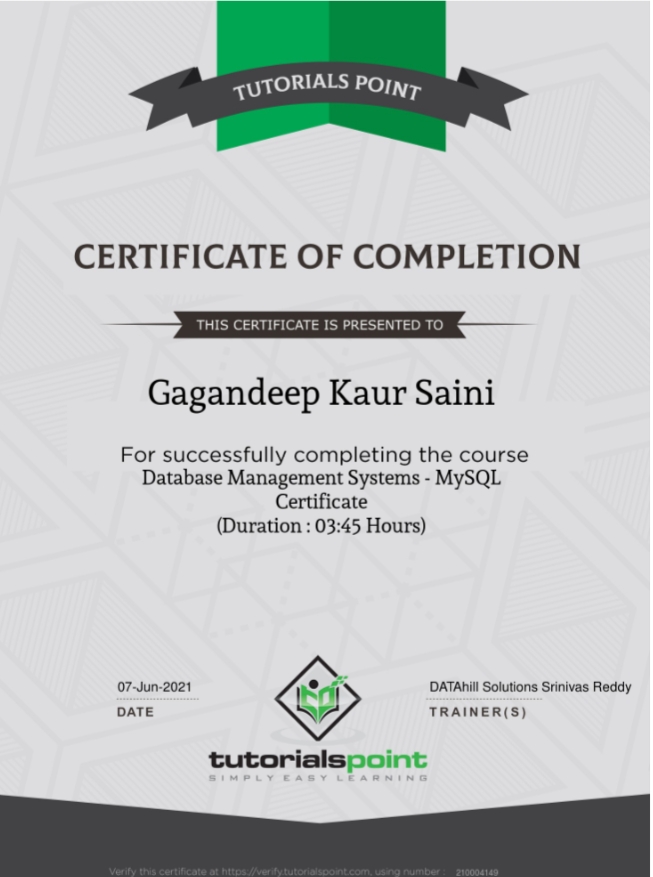 TUTORIALS POINT
CERTIFICATE OF COMPLETION
THIS CERTIFICATE IS PRESENTED TO
Gagandeep Kaur Saini
For successfully completing the course
Database Management Systems - MySQL
Certificate
(Duration : 03:45 Hours)
07-Jun-2021
DATE
DATAhill Solutions Srinivas Reddy
TRAINER(S)
tutorialspoint
SIMPLY EASY LEARNING
Verify this certificate at https://verify.tutorialspoint.com, using number : 210004149